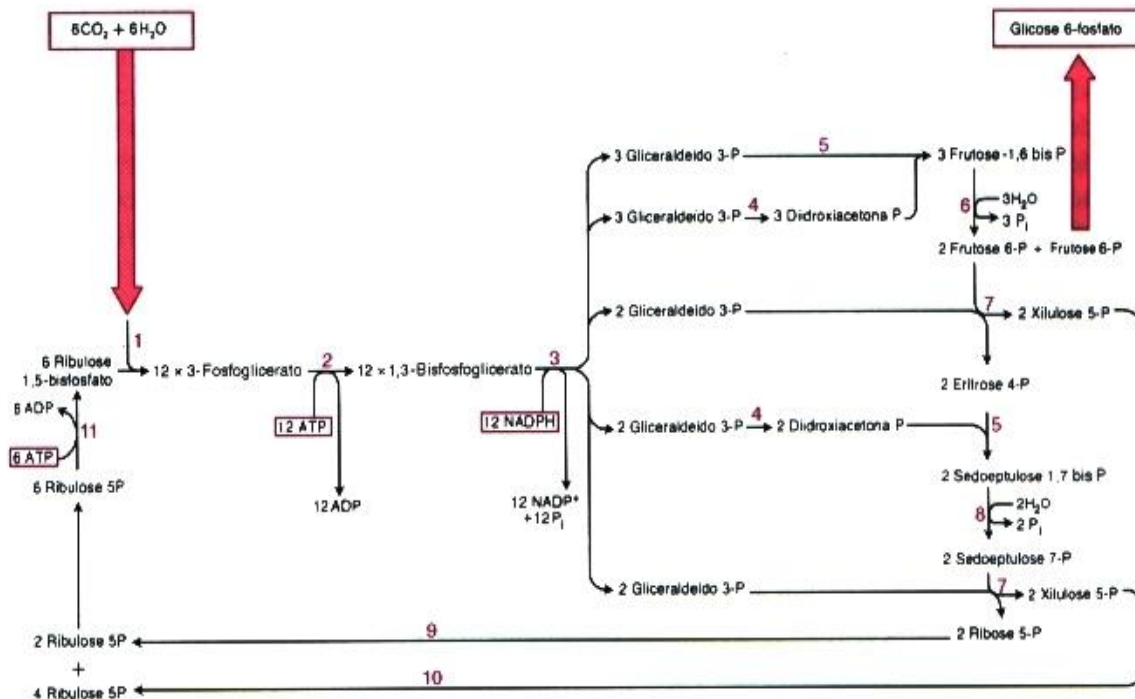 6CO₂ + 6H₂O
Glicose 6-fosfato
5
3 Gliceraldeido 3-P
3 Frutose -1,6 bis P
4
3 Gliceraldeido 3-P
3 Diidroxiacetona P
6
3H₂O
3 Pᵢ
2 Frutose 6-P + Frutose 6-P
1
2 Gliceraldeido 3-P
7
2 Xilulose 5-P
6 Ribulose
1,5-bisfosfato
12 × 3-Fosfoglicerato
2
12 × 1,3-Bisfosfoglicerato
3
2 Eritrose 4-P
6 ADP
11
6 ATP
12 ATP
12 NADPH
2 Gliceraldeido 3-P
4
2 Diidroxiacetona P
5
6 Ribulose 5P
12 ADP
12 NADP⁺
+12Pᵢ
2 Sedoeptulose 1,7 bis P
8
2H₂O
2 Pᵢ
2 Sedoeptulose 7-P
2 Gliceraldeido 3-P
7
2 Xilulose 5-P
2 Ribulose 5P
9
2 Ribose 5-P
+
4 Ribulose 5P
10